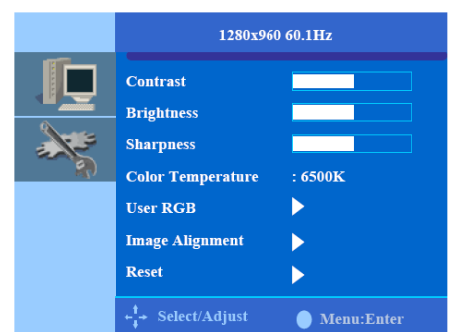 1280x960 60.1Hz
Contrast
Brightness
Sharpness
Color Temperature : 6500K
User RGB
Image Alignment
Reset
Select/Adjust Menu:Enter